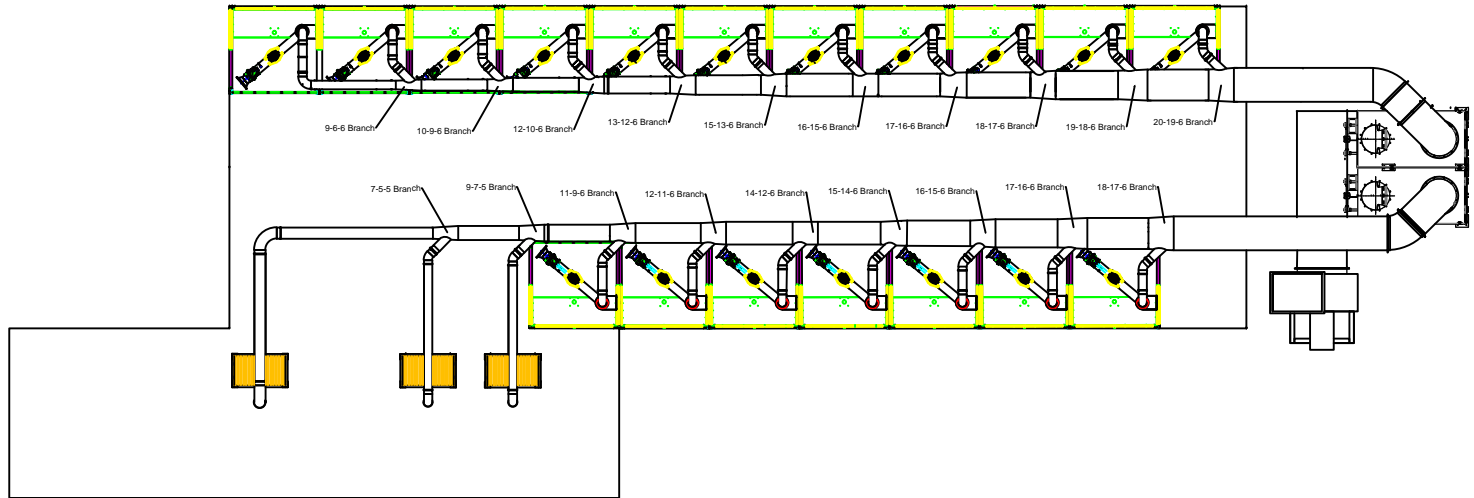 9-6-6 Branch
10-9-6 Branch
12-10-6 Branch
13-12-6 Branch
15-13-6 Branch
16-15-6 Branch
17-16-6 Branch
18-17-6 Branch
19-18-6 Branch
20-19-6 Branch
7-5-5 Branch
9-7-5 Branch
11-9-6 Branch
12-11-6 Branch
14-12-6 Branch
15-14-6 Branch
16-15-6 Branch
17-16-6 Branch
18-17-6 Branch